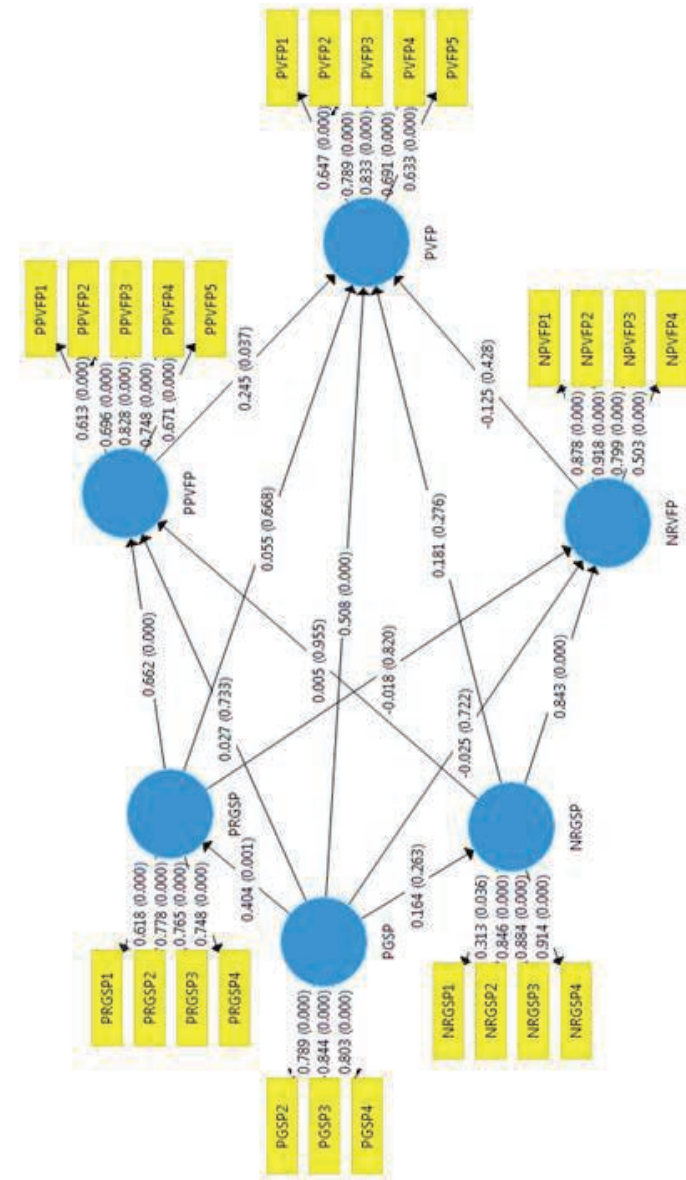 PRGSP1
PRGSP2
PRGSP3
PRGSP4
0.618 (0.000)
0.778 (0.000)
0.765 (0.000)
0.748 (0.000)
PRGSP
PPVFP1
PPVFP2
PPVFP3
PPVFP4
PPVFP5
0.613 (0.000)
0.696 (0.000)
0.828 (0.000)
0.748 (0.000)
0.671 (0.000)
PPVFP
0.662 (0.000)
0.245 (0.037)
0.055 (0.668)
0.404 (0.001)
0.027 (0.733)
PGSP2
PGSP3
PGSP4
0.789 (0.000)
0.844 (0.000)
0.803 (0.000)
PGSP
0.508 (0.000)
0.005 (0.955)
-0.018 (0.820)
PVFP1
PVFP2
PVFP3
PVFP4
PVFP5
0.647 (0.000)
0.789 (0.000)
0.833 (0.000)
0.691 (0.000)
0.633 (0.000)
PVFP
0.164 (0.263)
-0.025 (0.722)
0.181 (0.276)
-0.125 (0.428)
0.843 (0.000)
NRGSP1
NRGSP2
NRGSP3
NRGSP4
0.313 (0.036)
0.846 (0.000)
0.884 (0.000)
0.914 (0.000)
NRGSP
NPVFP1
NPVFP2
NPVFP3
NPVFP4
0.878 (0.000)
0.918 (0.000)
0.799 (0.000)
0.503 (0.000)
NRVFP